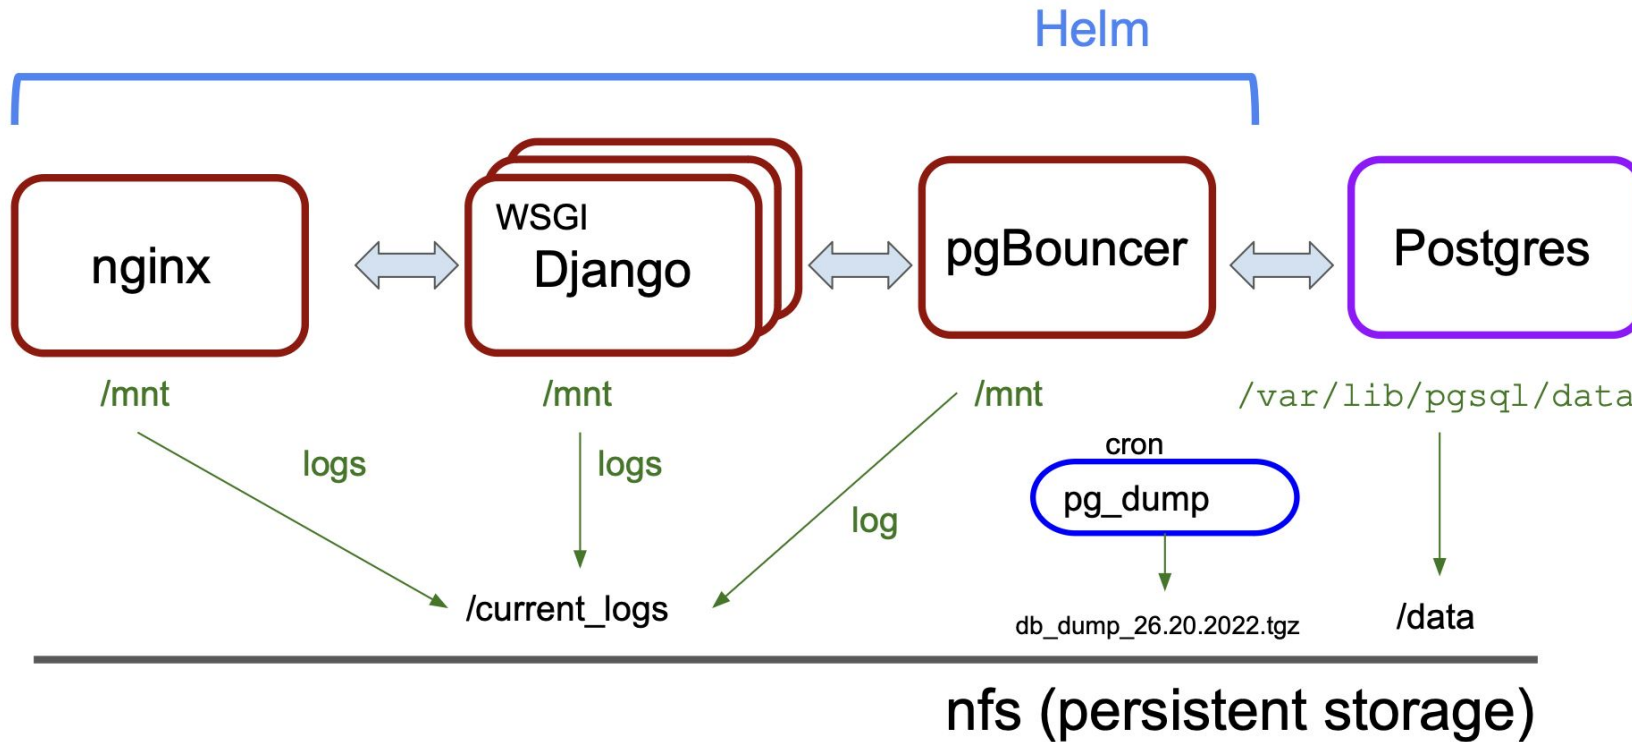 Helm
nginx
WSGI
Django
pgBouncer
Postgres
/mnt
/mnt
/mnt
/var/lib/pgsql/data
logs
logs
log
cron
pg_dump
/current_logs
db_dump_26.20.2022.tgz
/data
nfs (persistent storage)